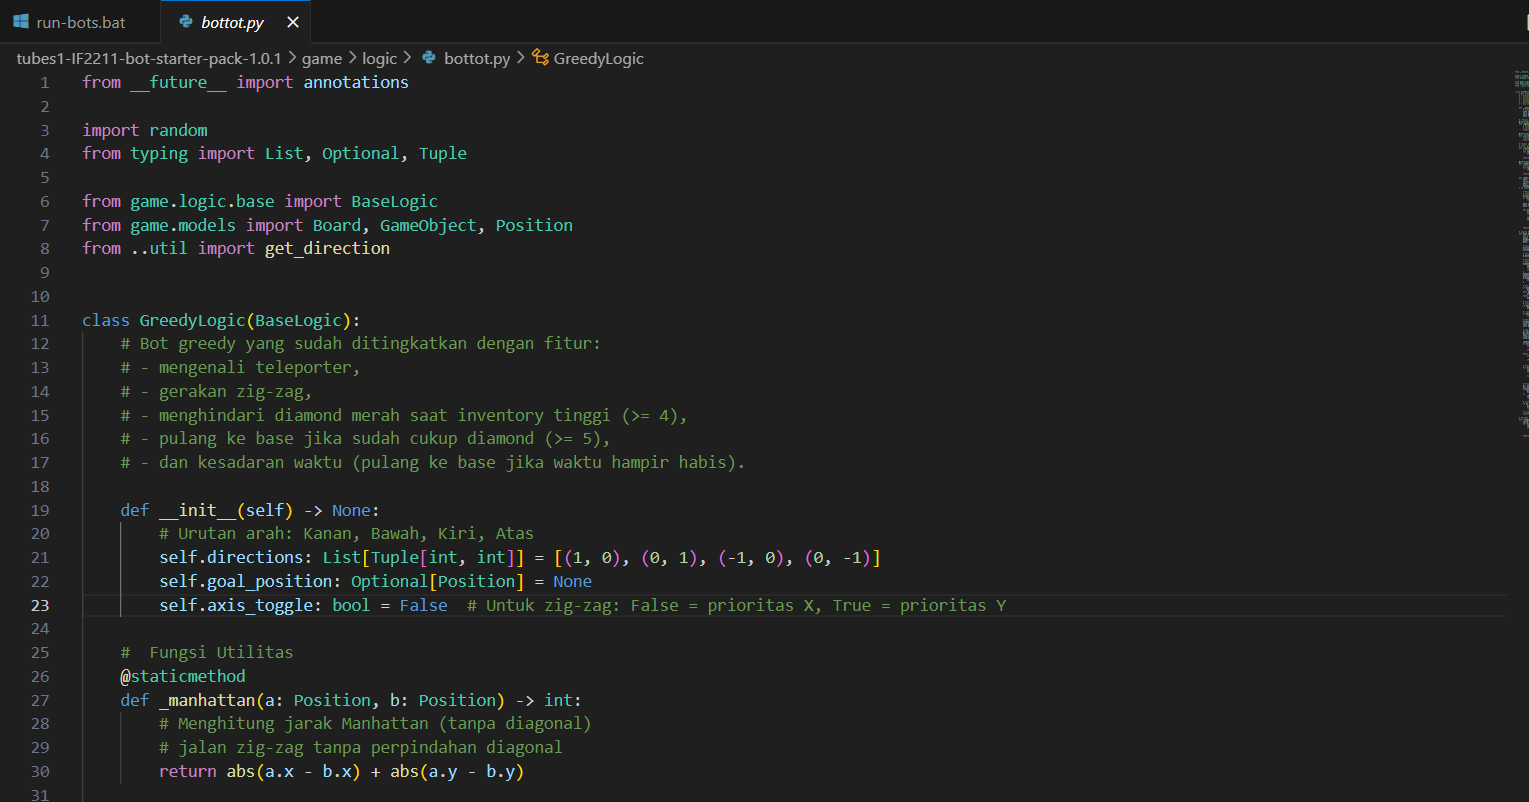 run-bots.bat
bottot.py
tubes1-IF2211-bot-starter-pack-1.0.1 > game > logic > bottot.py > GreedyLogic
1 from __future__ import annotations
2
3 import random
4 from typing import List, Optional, Tuple
5
6 from game.logic.base import BaseLogic
7 from game.models import Board, GameObject, Position
8 from ..util import get_direction
9
10
11 class GreedyLogic(BaseLogic):
12     # Bot greedy yang sudah ditingkatkan dengan fitur:
13     # - mengenali teleporter,
14     # - gerakan zig-zag,
15     # - menghindari diamond merah saat inventory tinggi (>= 4),
16     # - pulang ke base jika sudah cukup diamond (>= 5),
17     # - dan kesadaran waktu (pulang ke base jika waktu hampir habis).
18
19     def __init__(self) -> None:
20         # Urutan arah: Kanan, Bawah, Kiri, Atas
21         self.directions: List[Tuple[int, int]] = [(1, 0), (0, 1), (-1, 0), (0, -1)]
22         self.goal_position: Optional[Position] = None
23         self.axis_toggle: bool = False  # Untuk zig-zag: False = prioritas X, True = prioritas Y
24
25     #  Fungsi Utilitas
26     @staticmethod
27     def _manhattan(a: Position, b: Position) -> int:
28         # Menghitung jarak Manhattan (tanpa diagonal)
29         # jalan zig-zag tanpa perpindahan diagonal
30         return abs(a.x - b.x) + abs(a.y - b.y)
31